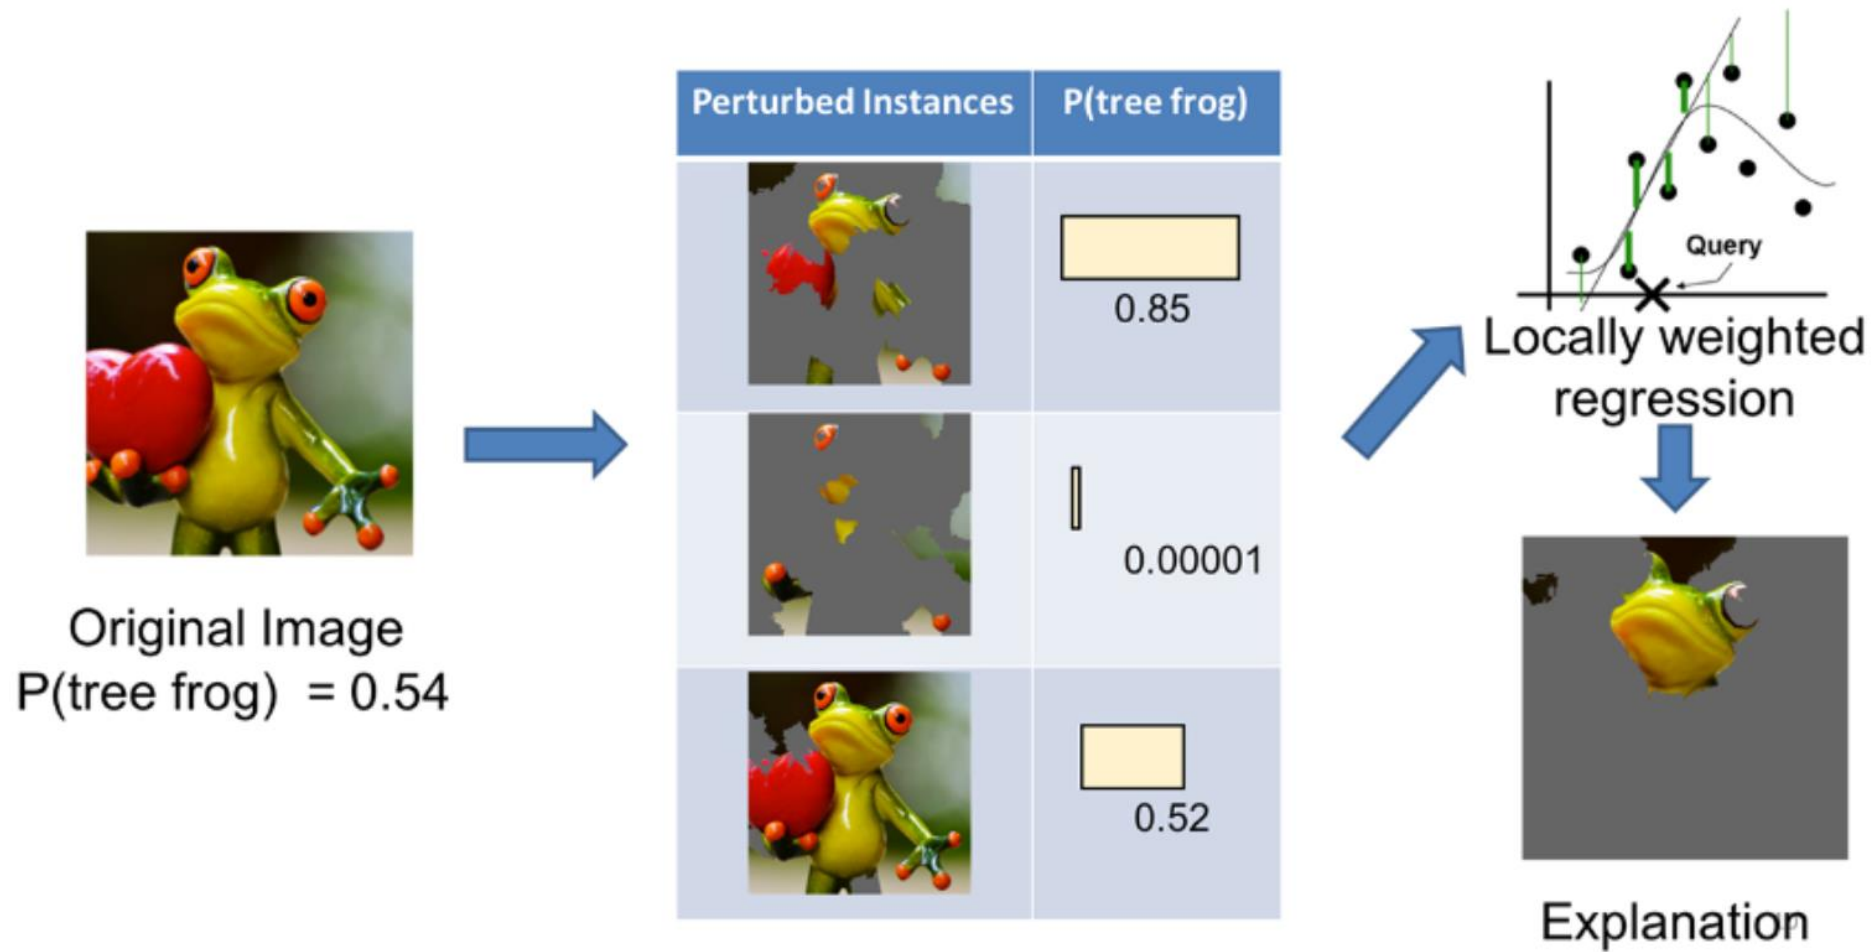 Original Image
P(tree frog) = 0.54
Perturbed Instances
P(tree frog)
0.85
0.00001
0.52
Query
Locally weighted
regression
Explanation